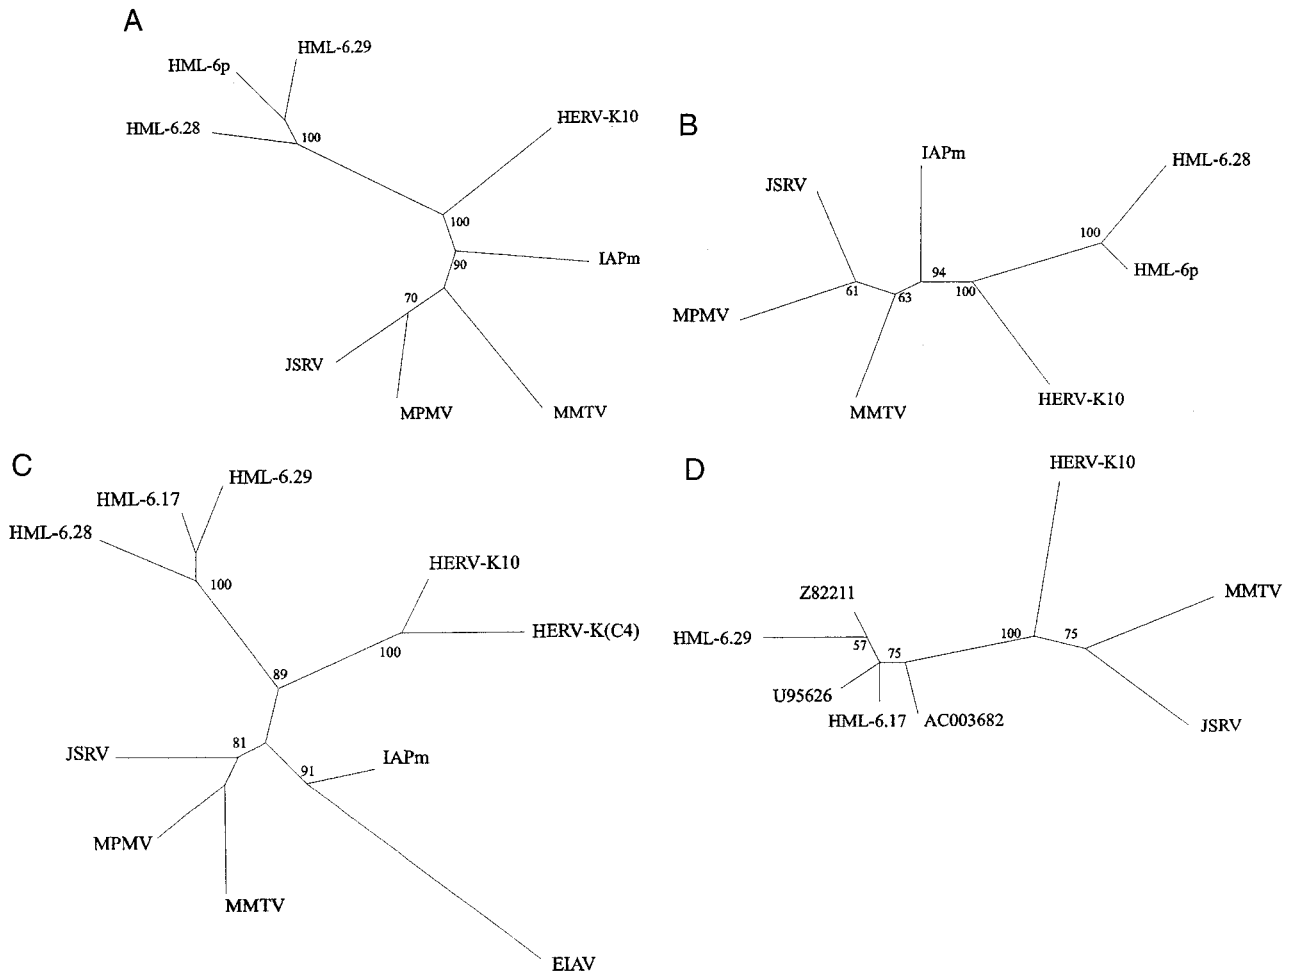 A
HML-6.29
HML-6p
HML-6.28
100
HERV-K10
100
IAPm
90
70
JSRV
MPMV
MMTV
B
IAPm
JSRV
HML-6.28
100
HML-6p
94
61
63
100
MPMV
MMTV
HERV-K10
C
HML-6.29
HML-6.17
HML-6.28
100
HERV-K10
HERV-K(C4)
100
89
81
JSRV
IAPm
91
MPMV
MMTV
EIAV
D
HERV-K10
MMTV
Z82211
HML-6.29
57
75
100
75
U95626
HML-6.17
AC003682
JSRV